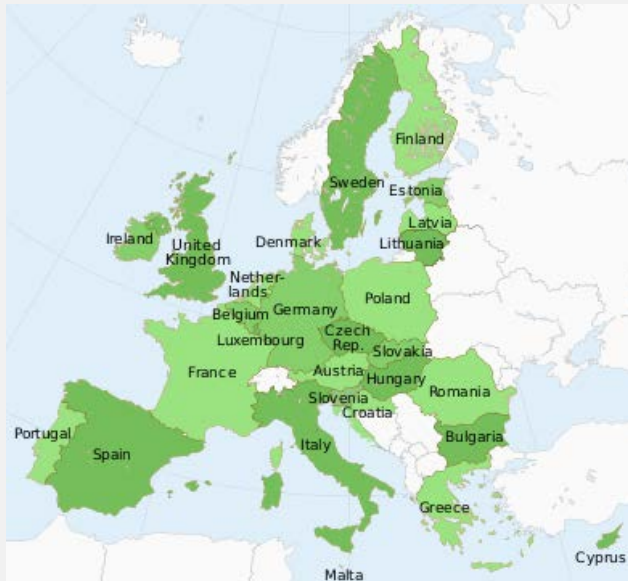 Finland
Sweden
Estonia
Latvia
Lithuania
Ireland
United
Kingdom
Denmark
Nether-
lands
Belgium
Germany
Poland
Luxembourg
Czech
Rep.
Slovakia
France
Austria
Hungary
Romania
Slovenia
Croatia
Portugal
Spain
Italy
Bulgaria
Greece
Cyprus
Malta